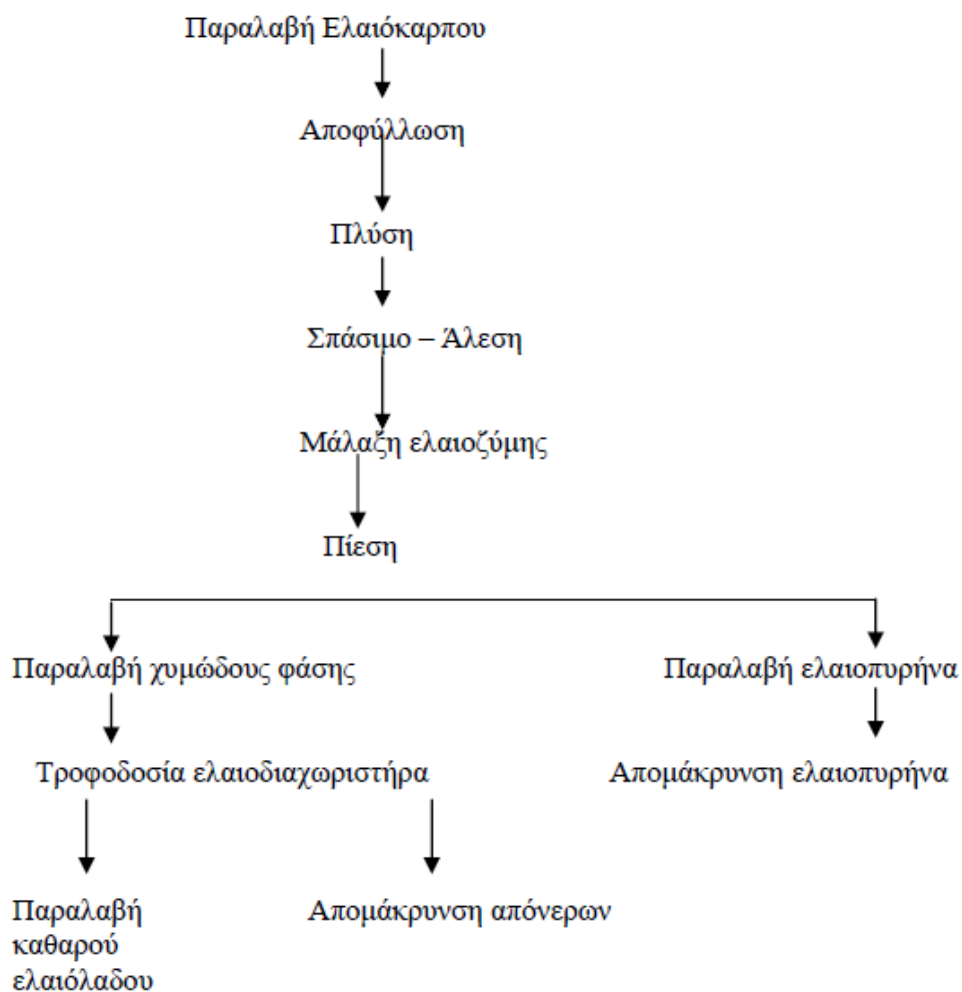 Παραλαβή Ελαιόκαρπου
Αποφύλλωση
Πλύση
Σπάσιμο – Άλεση
Μάλαξη ελαιοζύμης
Πίεση
Παραλαβή χυμώδους φάσης
Παραλαβή ελαιοπυρήνα
Τροφοδοσία ελαιοδιαχωριστήρα
Απομάκρυνση ελαιοπυρήνα
Παραλαβή
καθαρού
ελαιόλαδου
Απομάκρυνση απόνερων